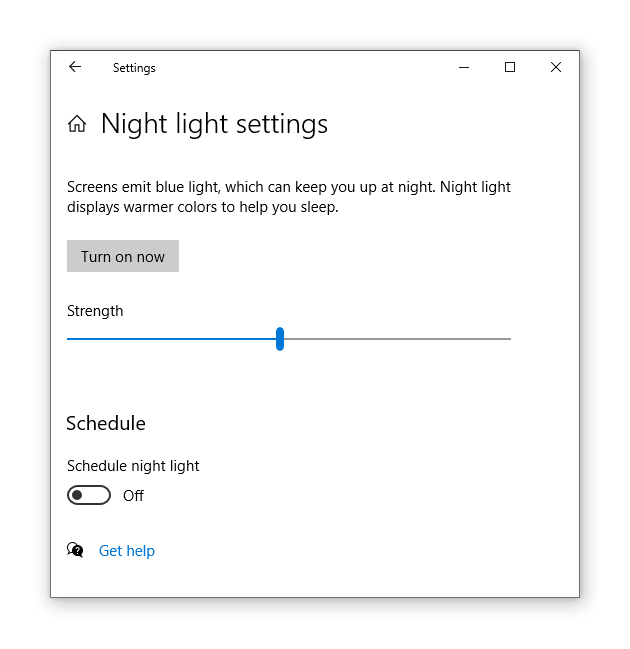 Settings
Night light settings
Screens emit blue light, which can keep you up at night. Night light
displays warmer colors to help you sleep.
Turn on now
Strength
Schedule
Schedule night light
Off
Get help